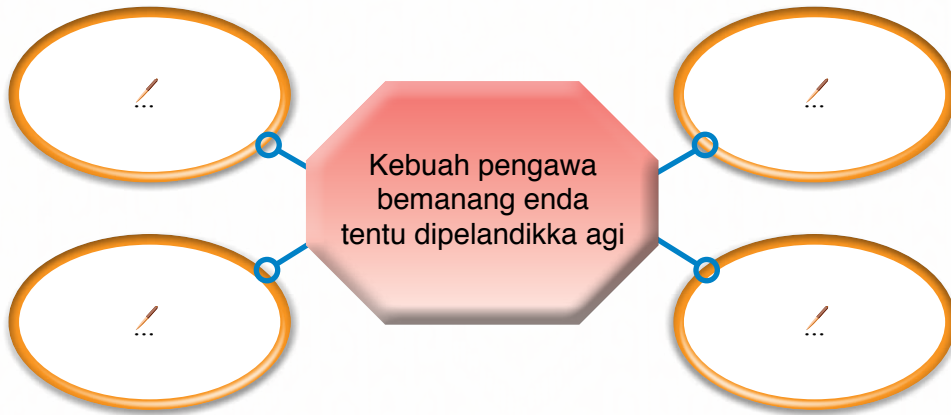 ...
...
Kebuah pengawa
bemanang enda
tentu dipelandikka agi
...
...